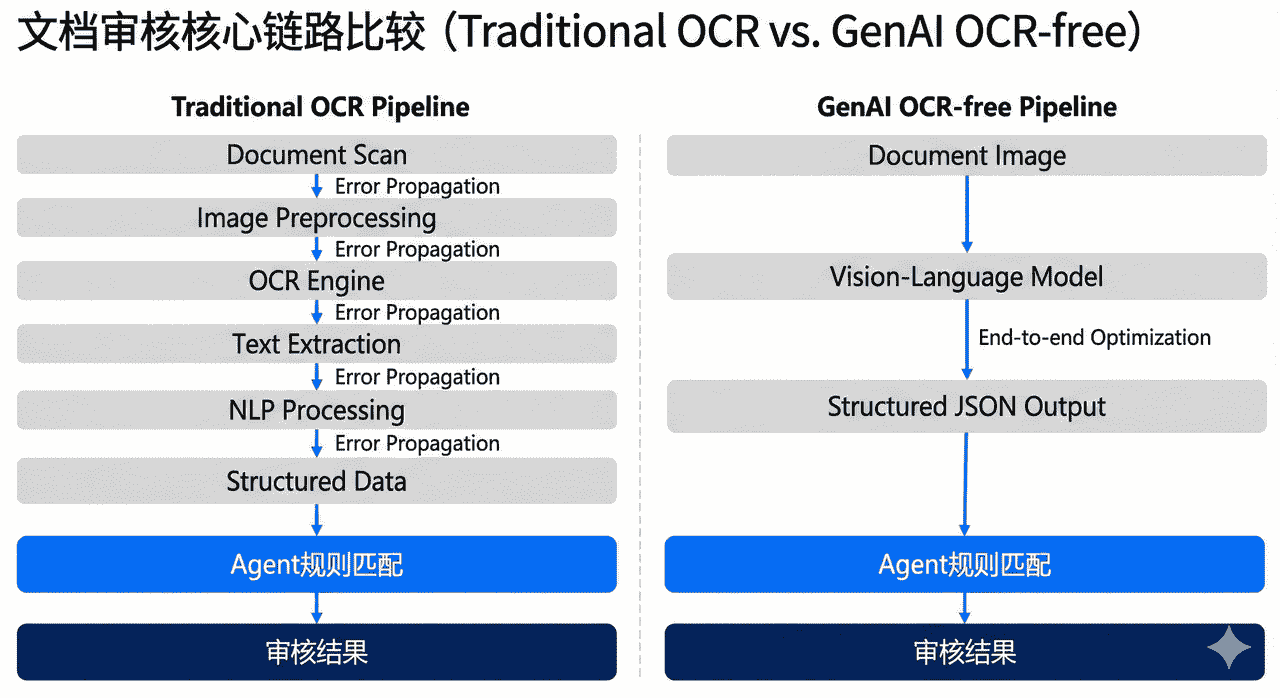 文档审核核心链路比较（Traditional OCR vs. GenAI OCR-free）
Traditional OCR Pipeline
Document Scan
Error Propagation
Image Preprocessing
Error Propagation
OCR Engine
Error Propagation
Text Extraction
Error Propagation
NLP Processing
Error Propagation
Structured Data
Agent规则匹配
审核结果
GenAI OCR-free Pipeline
Document Image
Vision-Language Model
End-to-end Optimization
Structured JSON Output
Agent规则匹配
审核结果